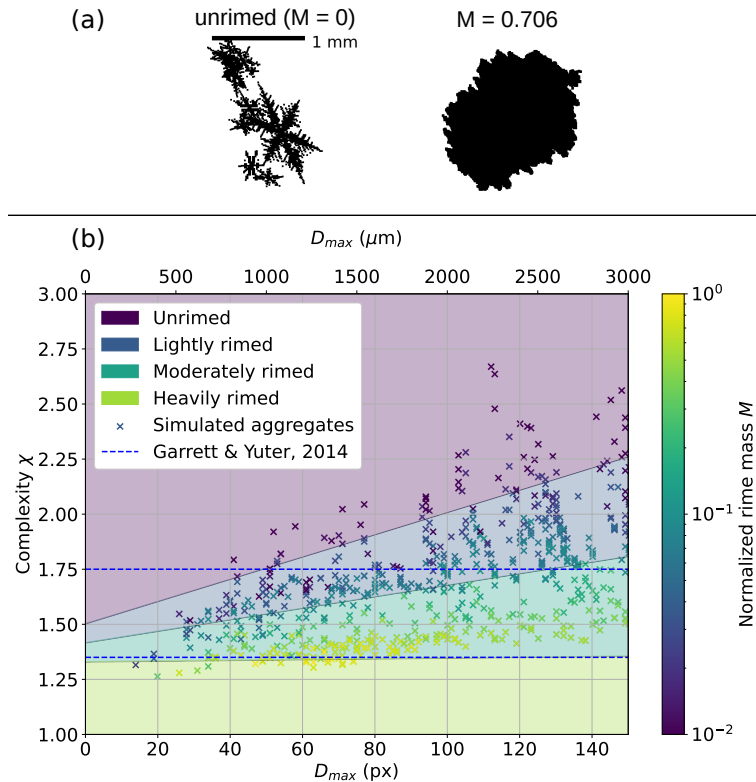 (a)
unrimed (M = 0)
M = 0.706
1 mm
(b)
D_max (μm)
0 500 1000 1500 2000 2500 3000
3.00
2.75
2.50
2.25
2.00
1.75
1.50
1.25
1.00
Complexity χ
Unrimed
Lightly rimed
Moderately rimed
Heavily rimed
Simulated aggregates
Garrett & Yuter, 2014
0 20 40 60 80 100 120 140
D_max (px)
10^0
10^−1
10^−2
Normalized rime mass M